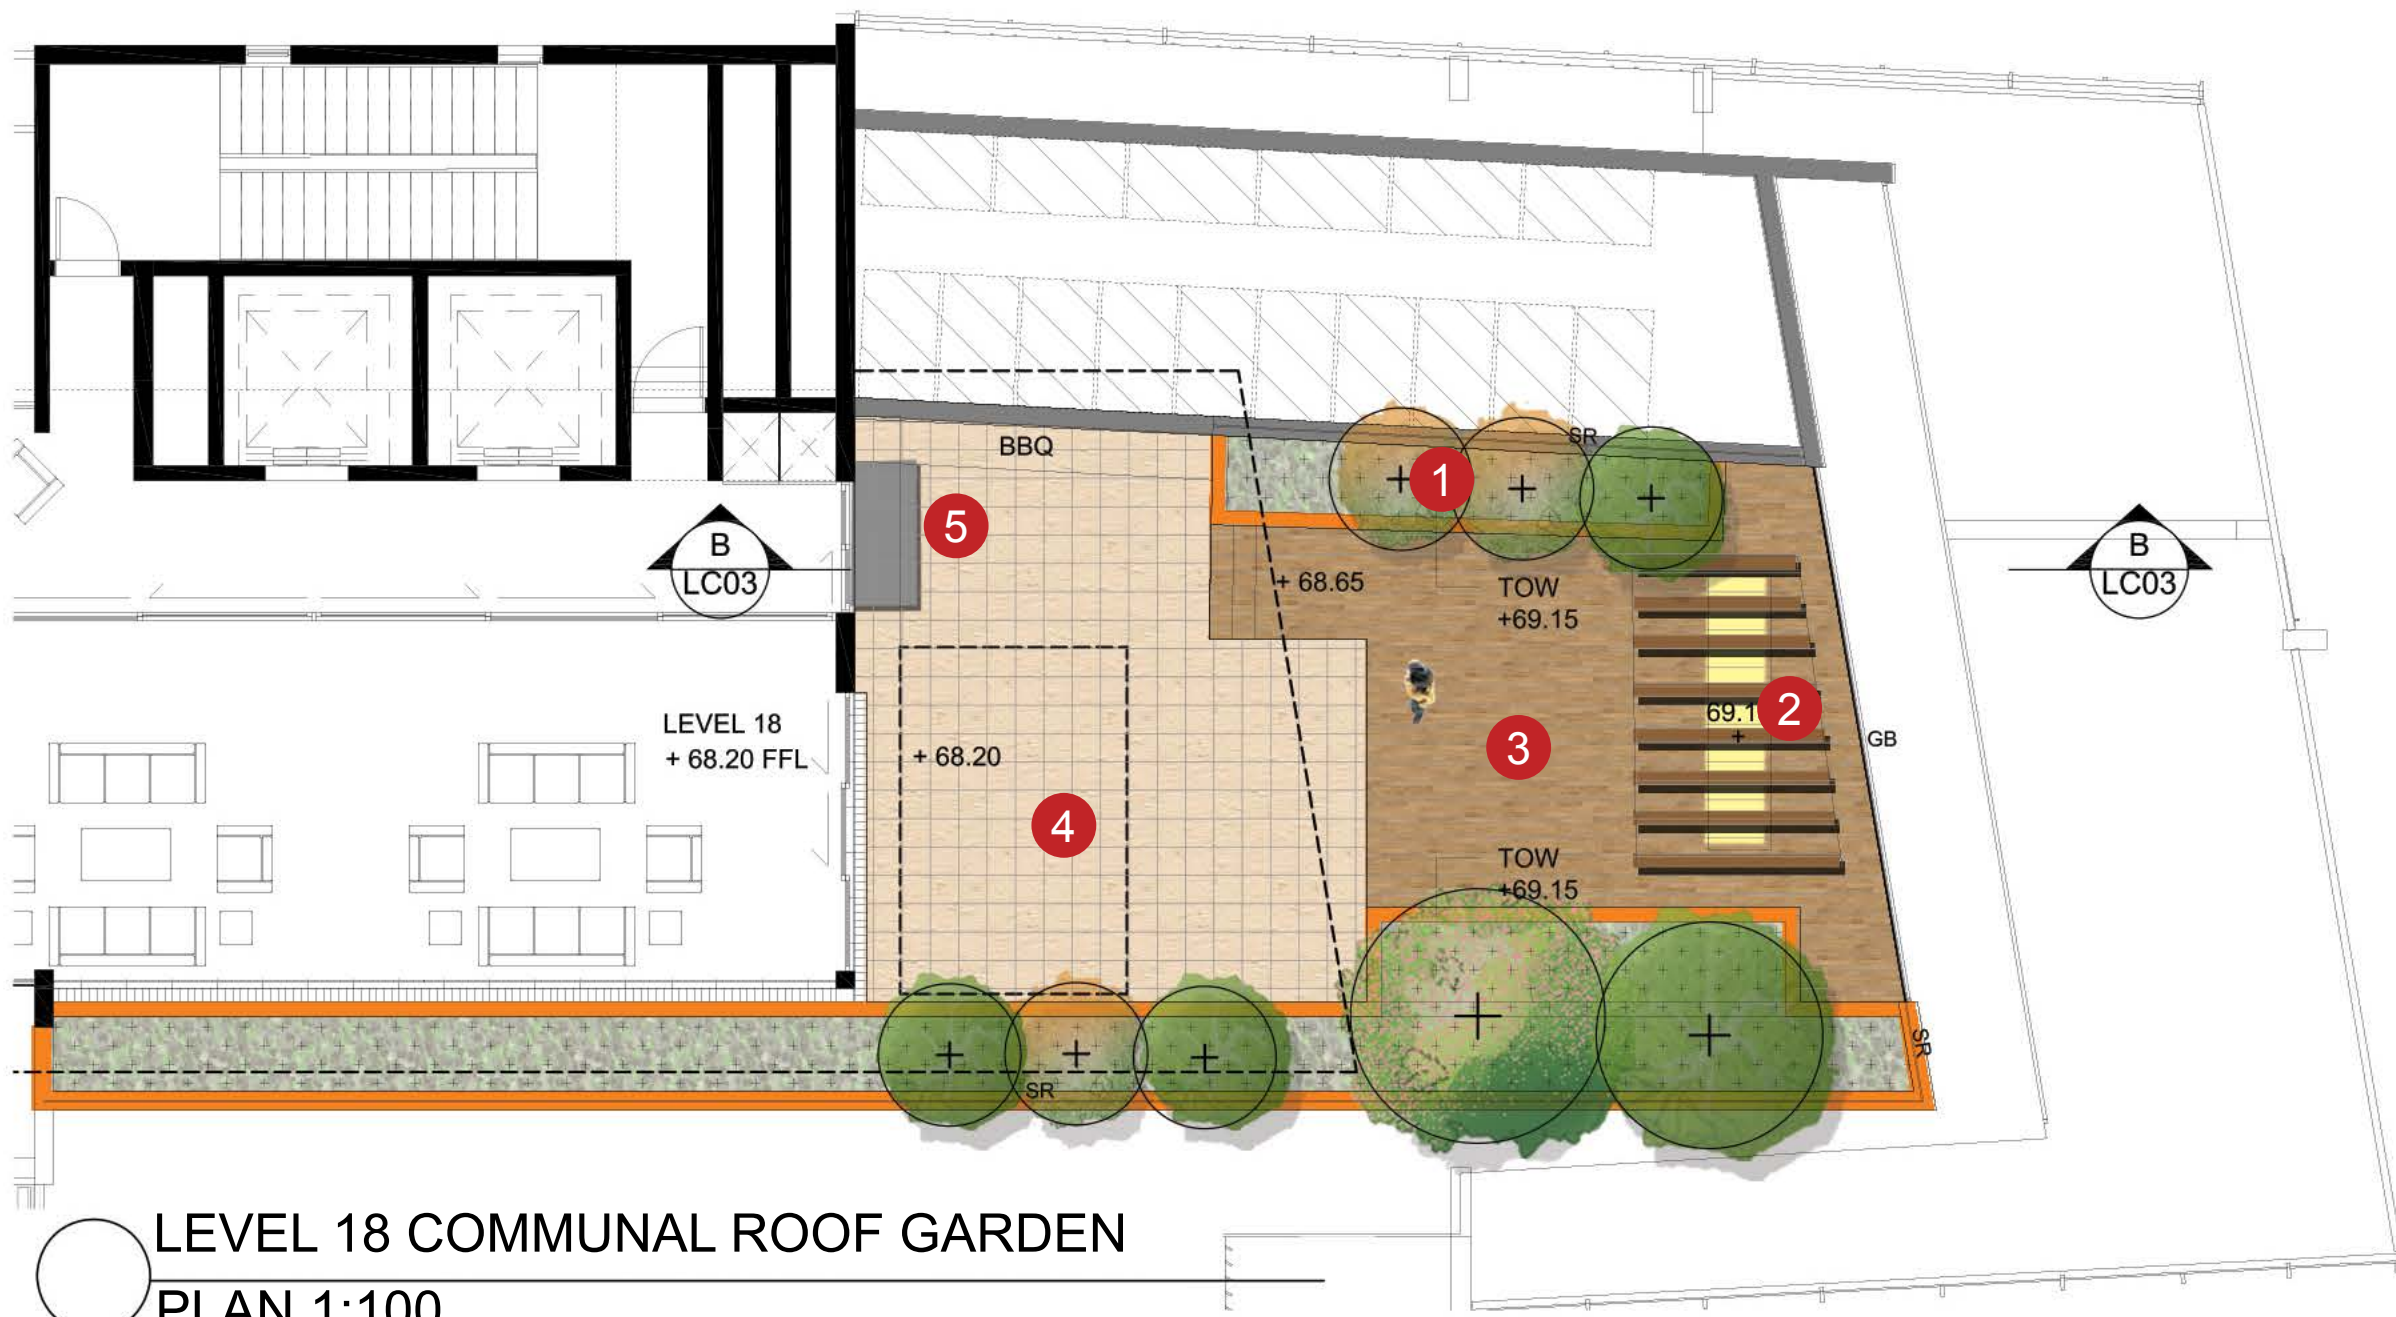 BBQ
SR
1
5
B
LC03
B
LC03
+ 68.65
TOW
+69.15
LEVEL 18
+ 68.20 FFL
+ 68.20
69.1
2
3
GB
4
TOW
+69.15
SR
SR
LEVEL 18 COMMUNAL ROOF GARDEN
PLAN 1:100